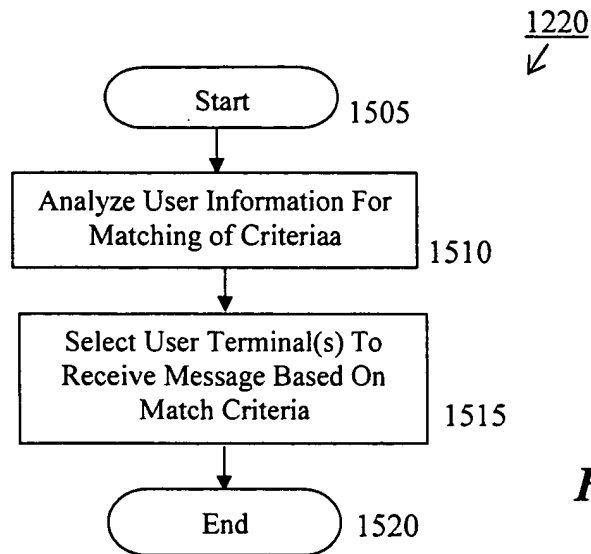 1220
Start
1505
Analyze User Information For
Matching of Criteriaa
1510
Select User Terminal(s) To
Receive Message Based On
Match Criteria
1515
End
1520